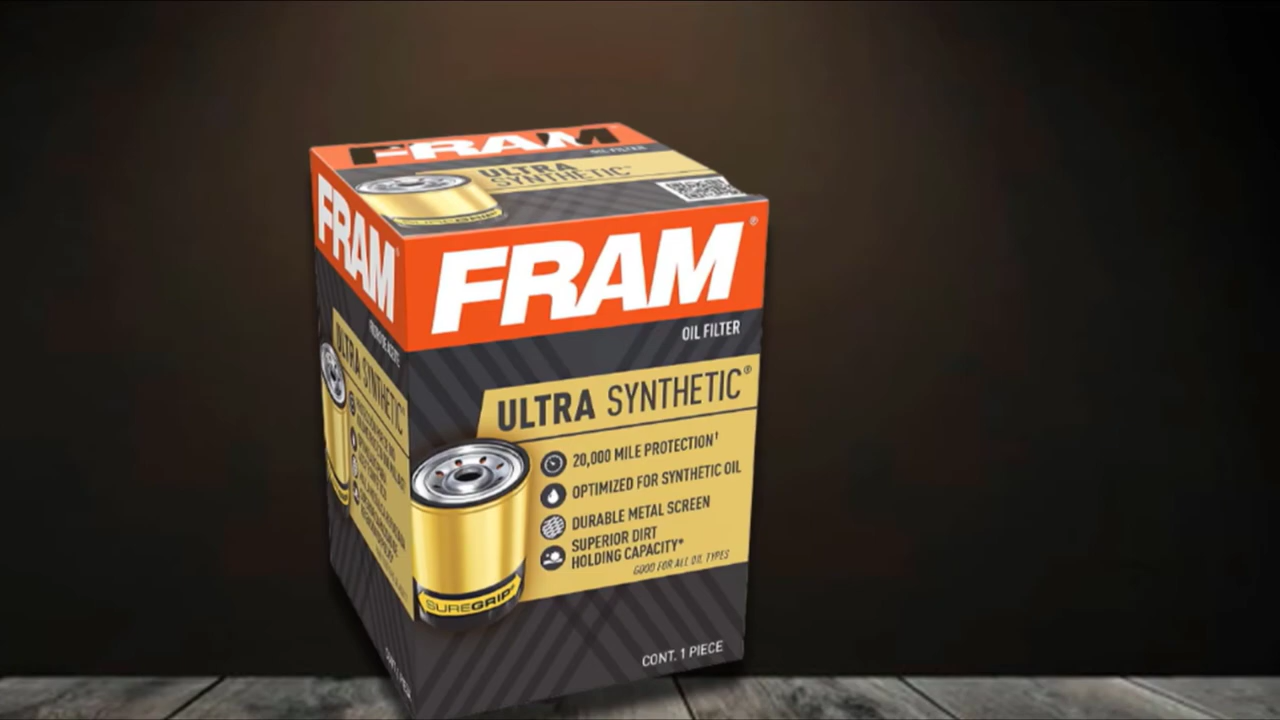 FRAM
OIL FILTER
ULTRA
SYNTHETIC
FRAM
ULTRA SYNTHETIC
FRAM®
OIL FILTER
ULTRA SYNTHETIC®
20,000 MILE PROTECTION†
OPTIMIZED FOR SYNTHETIC OIL
DURABLE METAL SCREEN
SUPERIOR DIRT
HOLDING CAPACITY*
GOOD FOR ALL OIL TYPES
SUREGRIP®
CONT. 1 PIECE